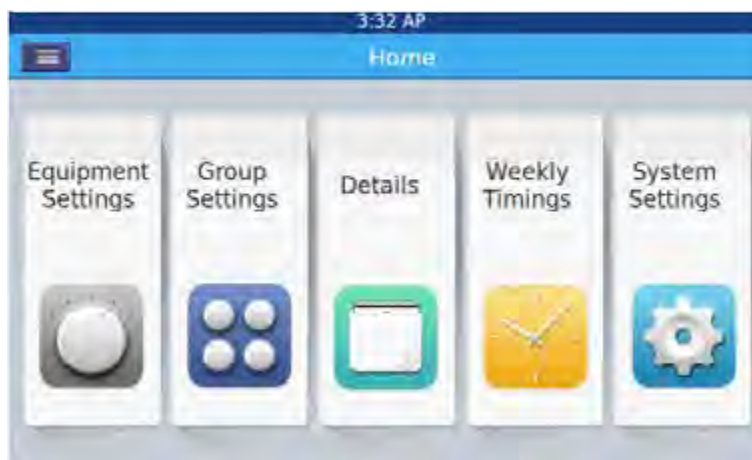 3:32 AP
Home
Equipment
Settings
Group
Settings
Details
Weekly
Timings
System
Settings